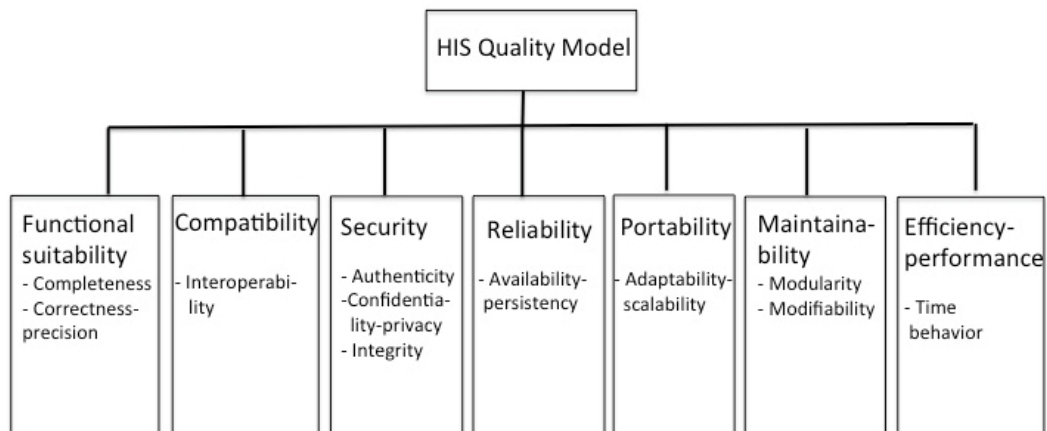 HIS Quality Model
Functional
suitability
- Completeness
- Correctness-
precision
Compatibility
- Interoperabi-
lity
Security
- Authenticity
-Confidentia-
lity-privacy
- Integrity
Reliability
- Availability-
persistency
Portability
- Adaptability-
scalability
Maintaina-
bility
- Modularity
- Modifiability
Efficiency-
performance
- Time
behavior